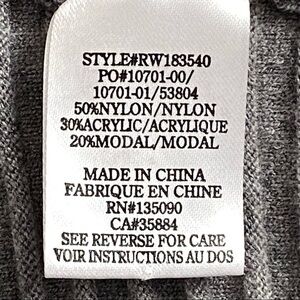 STYLE#RW183540
PO#10701-00/
10701-01/53804
50%NYLON/NYLON
30%ACRYLIC/ACRYLIQUE
20%MODAL/MODAL
MADE IN CHINA
FABRIQUE EN CHINE
RN#135090
CA#35884
SEE REVERSE FOR CARE
VOIR INSTRUCTIONS AU DOS